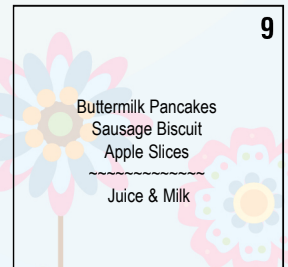 9
Buttermilk Pancakes
Sausage Biscuit
Apple Slices
~~~~~~~~~~~~~
Juice & Milk